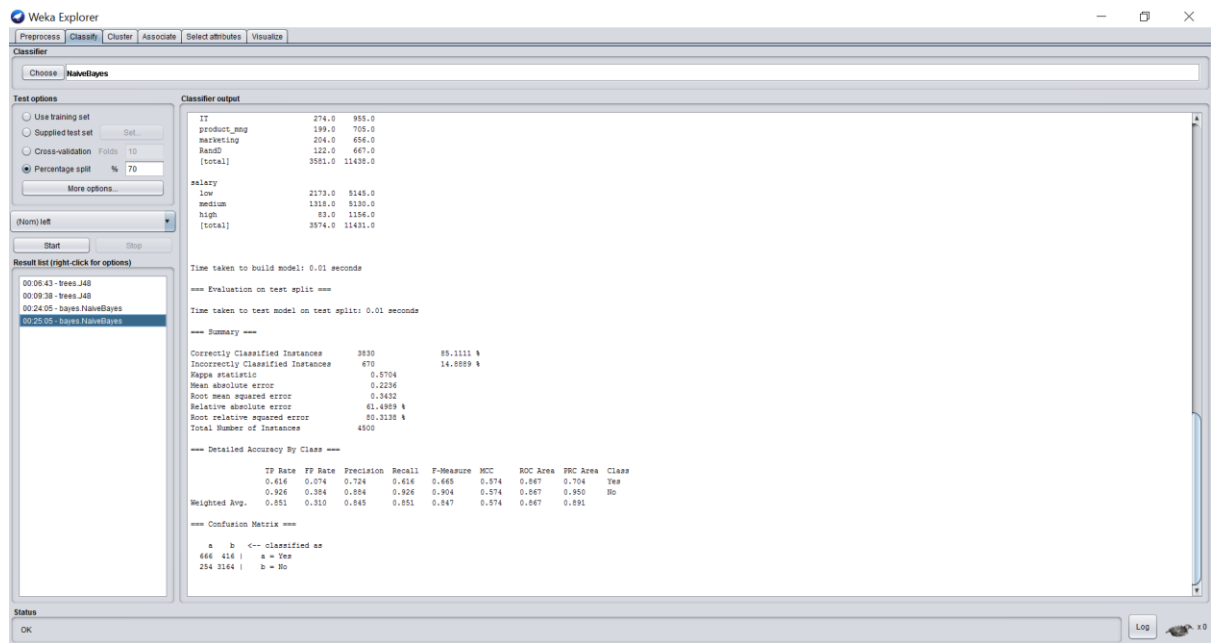 Weka Explorer
Preprocess Classify Cluster Associate Select attributes Visualize
Classifier
Choose NaiveBayes
Test options
Use training set
Supplied test set Set...
Cross-validation Folds 10
Percentage split % 70
More options...
(Nom) left
Start Stop
Result list (right-click for options)
00:06:43 - trees.J48
00:09:38 - trees.J48
00:24:05 - bayes.NaiveBayes
00:25:05 - bayes.NaiveBayes
Classifier output
IT 274.0 955.0
product_mng 199.0 705.0
marketing 204.0 656.0
RandD 122.0 667.0
[total] 3581.0 11438.0
salary
low 2173.0 5145.0
medium 1318.0 5130.0
high 83.0 1156.0
[total] 3574.0 11431.0
Time taken to build model: 0.01 seconds
=== Evaluation on test split ===
Time taken to test model on test split: 0.01 seconds
=== Summary ===
Correctly Classified Instances 3830 85.1111 %
Incorrectly Classified Instances 670 14.8889 %
Kappa statistic 0.5704
Mean absolute error 0.2236
Root mean squared error 0.3432
Relative absolute error 61.4989 %
Root relative squared error 80.3138 %
Total Number of Instances 4500
=== Detailed Accuracy By Class ===
TP Rate FP Rate Precision Recall F-Measure MCC ROC Area PRC Area Class
0.616 0.074 0.724 0.616 0.665 0.574 0.867 0.704 Yes
0.926 0.384 0.884 0.926 0.904 0.574 0.867 0.950 No
Weighted Avg. 0.851 0.310 0.845 0.851 0.847 0.574 0.867 0.891
=== Confusion Matrix ===
a b <-- classified as
666 416 | a = Yes
254 3164 | b = No
Status
OK
Log x 0